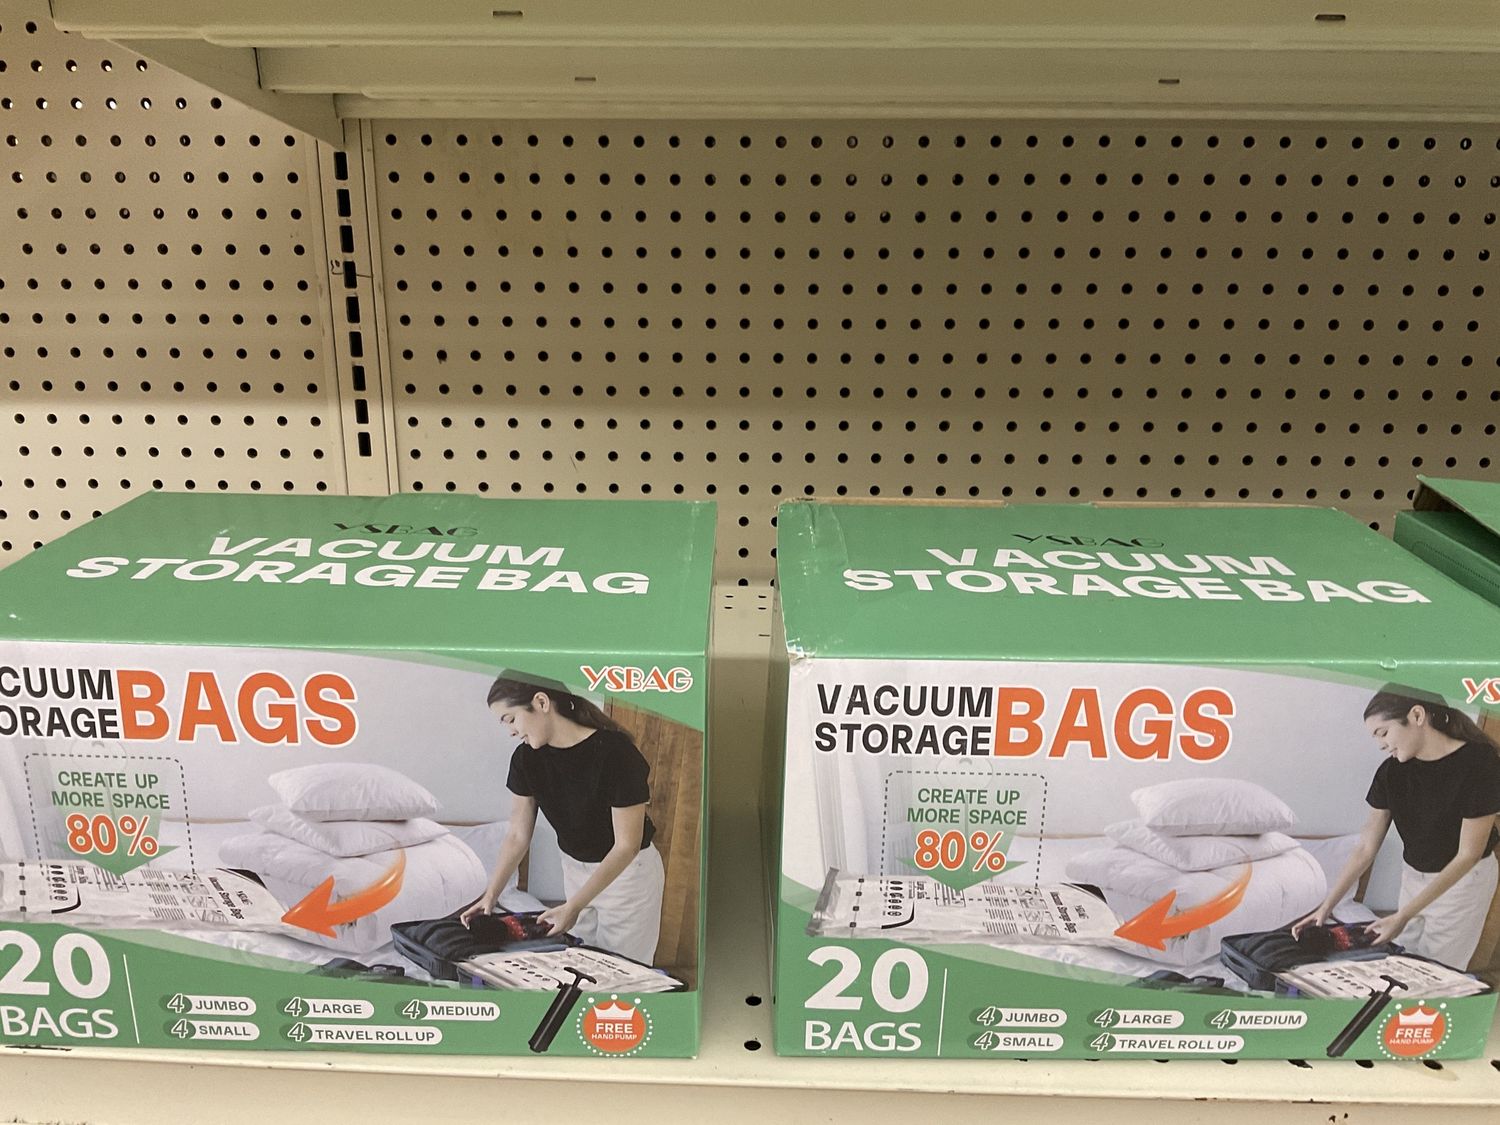 YSBAG
VACUUM
STORAGE BAG
CUUM
ORAGE
BAGS
YSBAG
CREATE UP
MORE SPACE
80%
20
BAGS
4 JUMBO
4 LARGE
4 MEDIUM
4 SMALL
4 TRAVEL ROLL UP
FREE
HAND PUMP
YSBAG
VACUUM
STORAGE BAG
VACUUM
STORAGE
BAGS
YS
CREATE UP
MORE SPACE
80%
20
BAGS
4 JUMBO
4 LARGE
4 MEDIUM
4 SMALL
4 TRAVEL ROLL UP
FREE
HAND PUMP